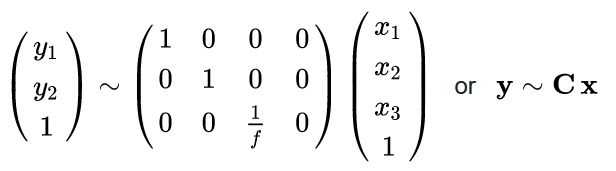 (y₁ y₂ 1) ∼ (1 0 0 0 0 1 0 0 0 0 1/f 0) (x₁ x₂ x₃ 1) or y ∼ C x